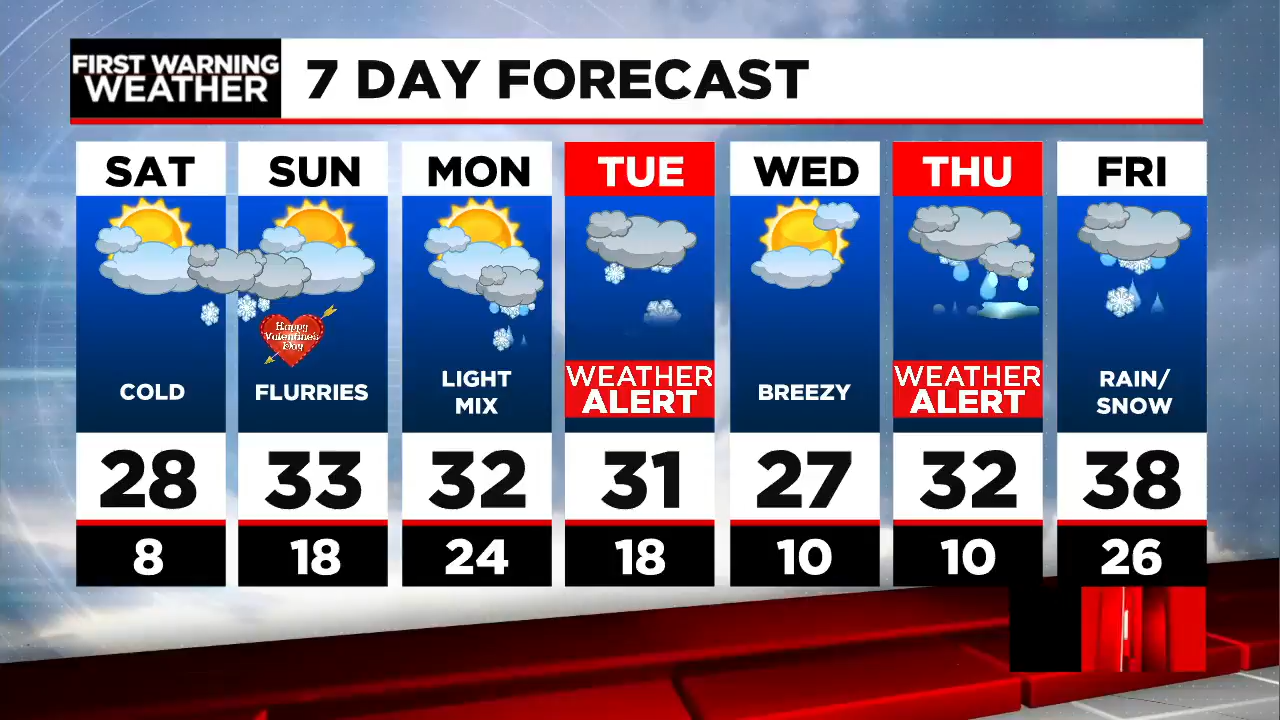 FIRST WARNING
WEATHER
7 DAY FORECAST
SAT
SUN
MON
TUE
WED
THU
FRI
Happy
Valentines
Day
COLD
FLURRIES
LIGHT
MIX
WEATHER
ALERT
BREEZY
WEATHER
ALERT
RAIN/
SNOW
28
33
32
31
27
32
38
8
18
24
18
10
10
26